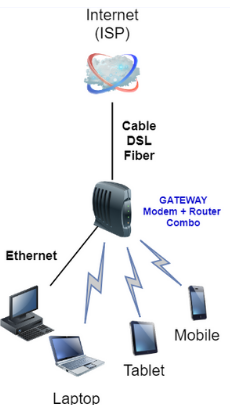 Internet
(ISP)
Cable
DSL
Fiber
GATEWAY
Modem + Router
Combo
Ethernet
Mobile
Tablet
Laptop